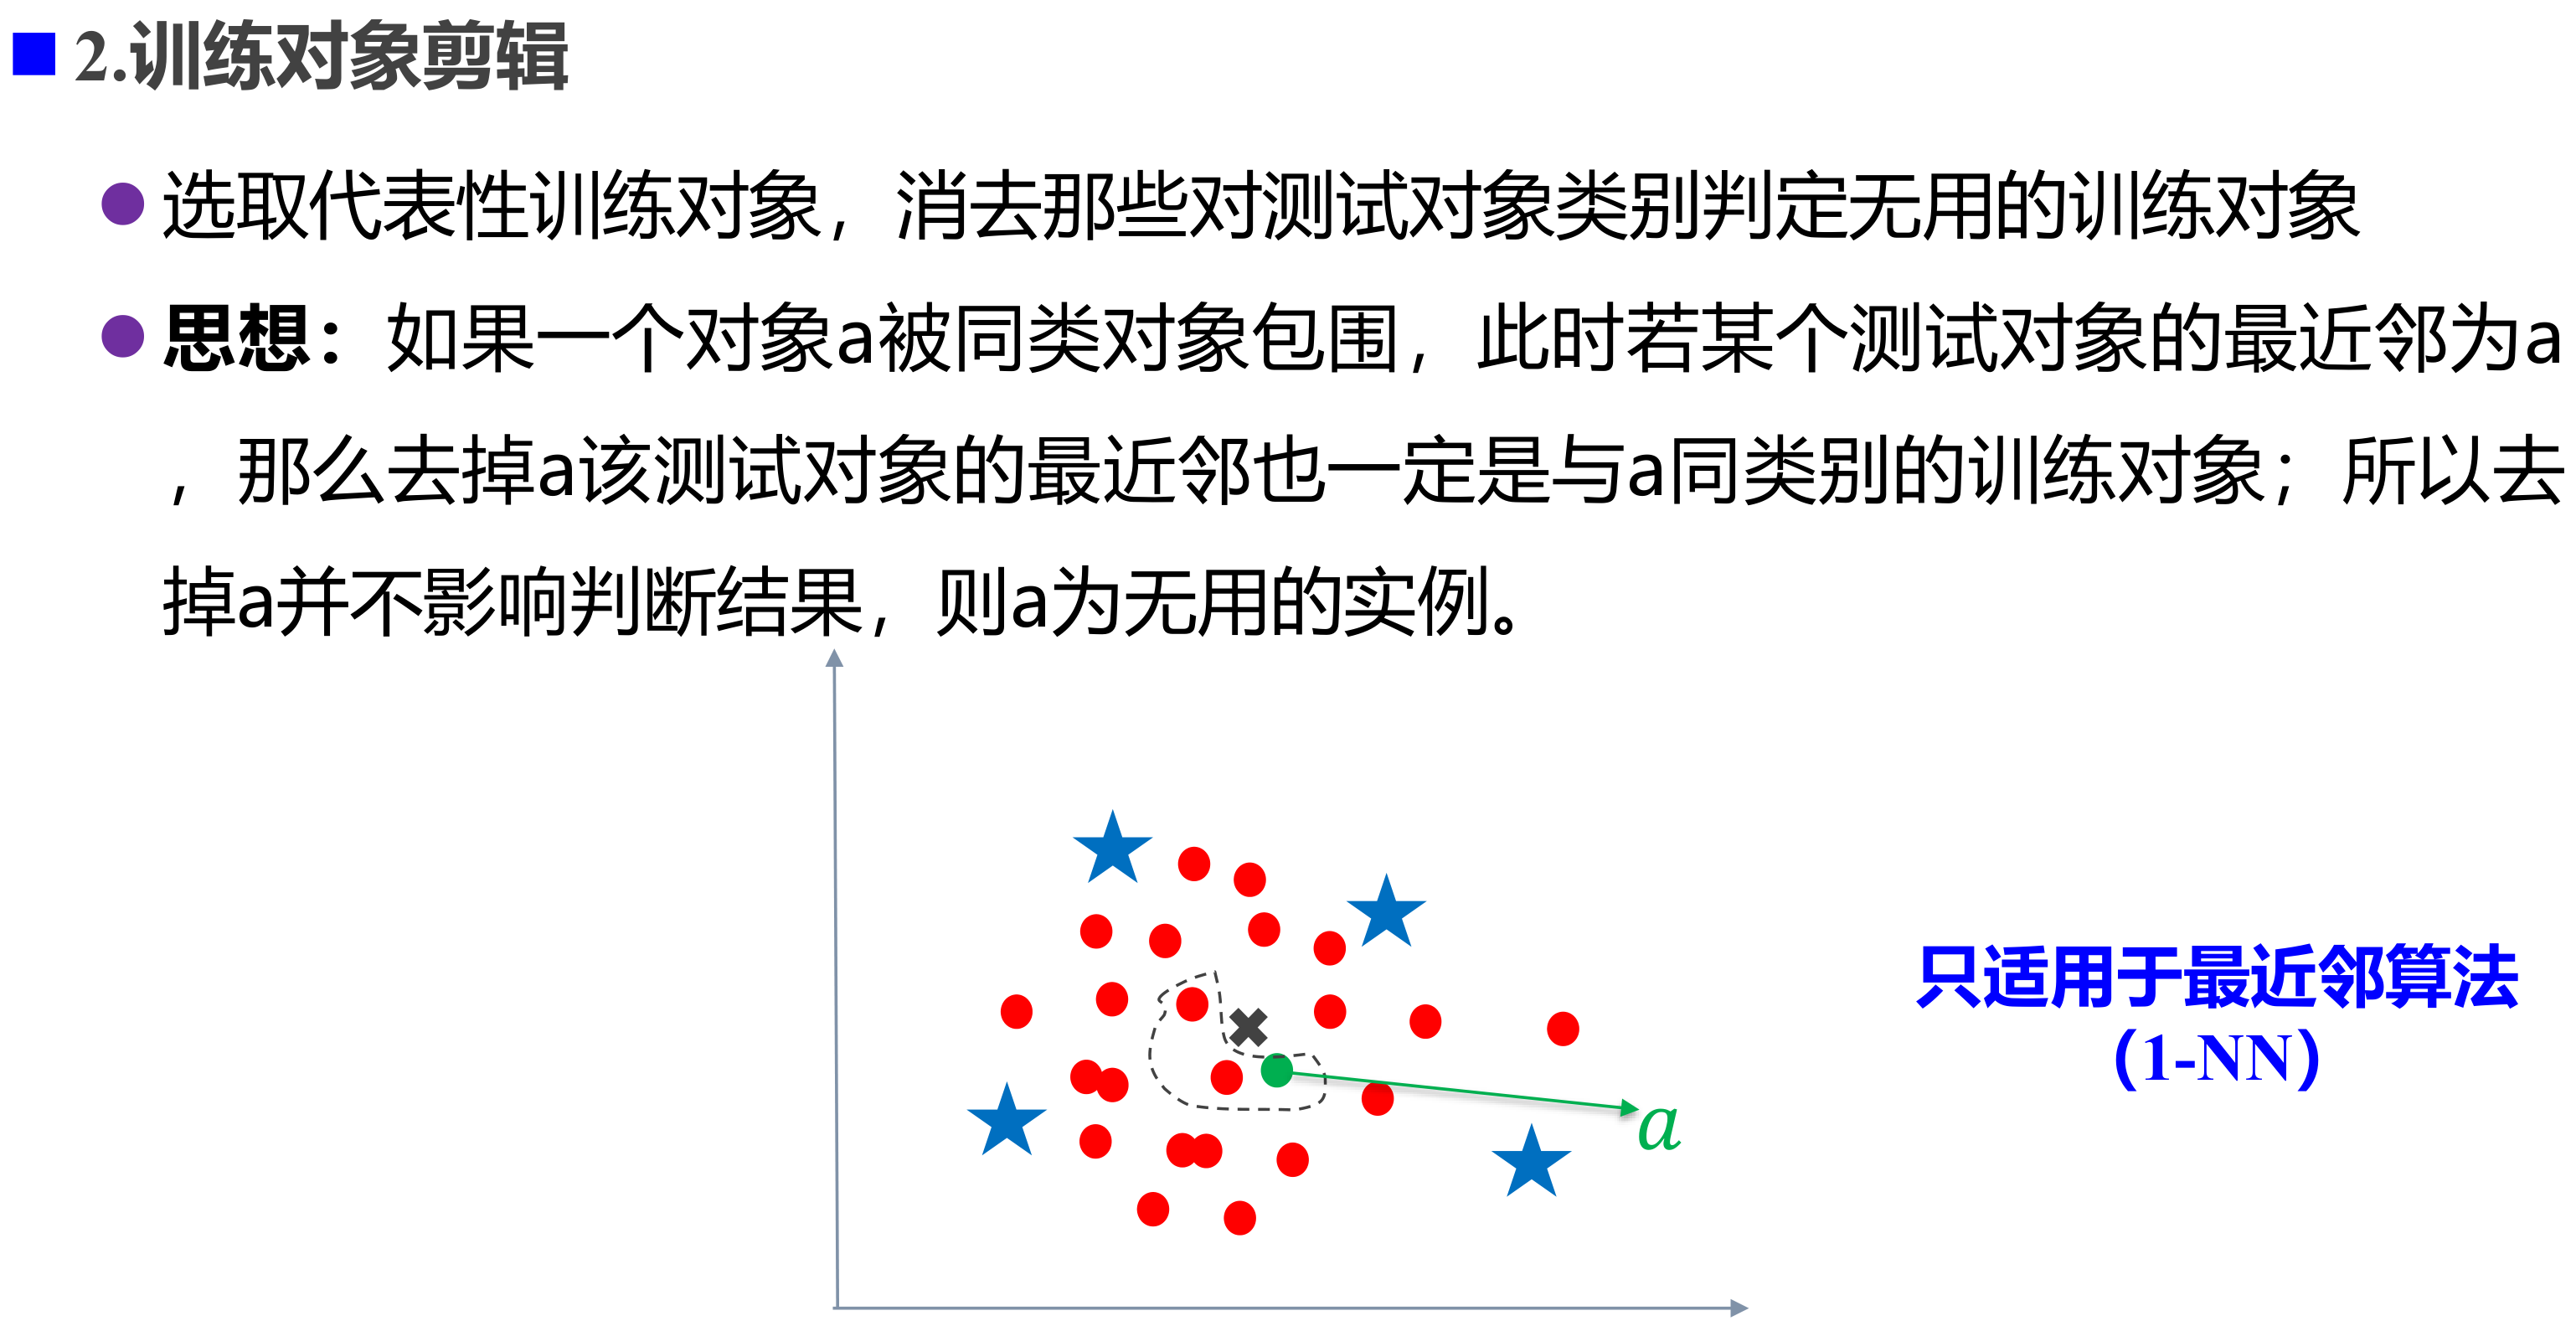 2.训练对象剪辑
选取代表性训练对象，消去那些对测试对象类别判定无用的训练对象
思想：如果一个对象a被同类对象包围，此时若某个测试对象的最近邻为a
，那么去掉a该测试对象的最近邻也一定是与a同类别的训练对象；所以去
掉a并不影响判断结果，则a为无用的实例。
只适用于最近邻算法
（1-NN）
a